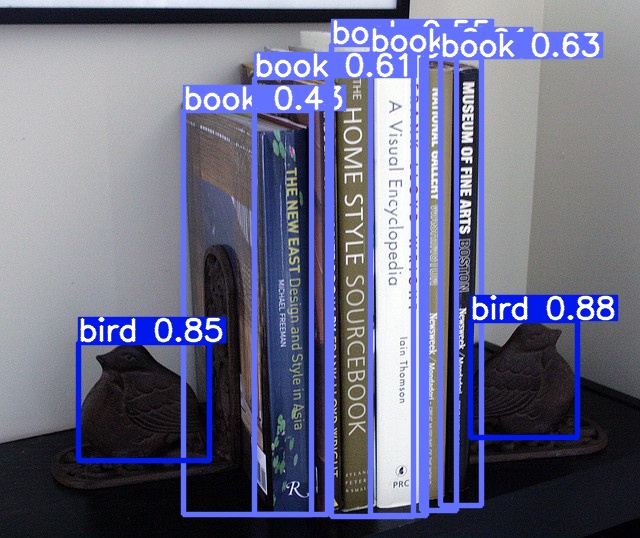 book 0.55
book
book 0.63
book 0.61
book 0.43
bird 0.85
bird 0.88
THE NEW EAST Design and Style in Asia
MICHAEL FREEMAN
R
THE HOME STYLE SOURCEBOOK
A Visual Encyclopedia
Iain Thomson
PRC
NATIONAL GALLERY
Newsweek / Mondadori
MUSEUM OF FINE ARTS BOSTON
Newsweek